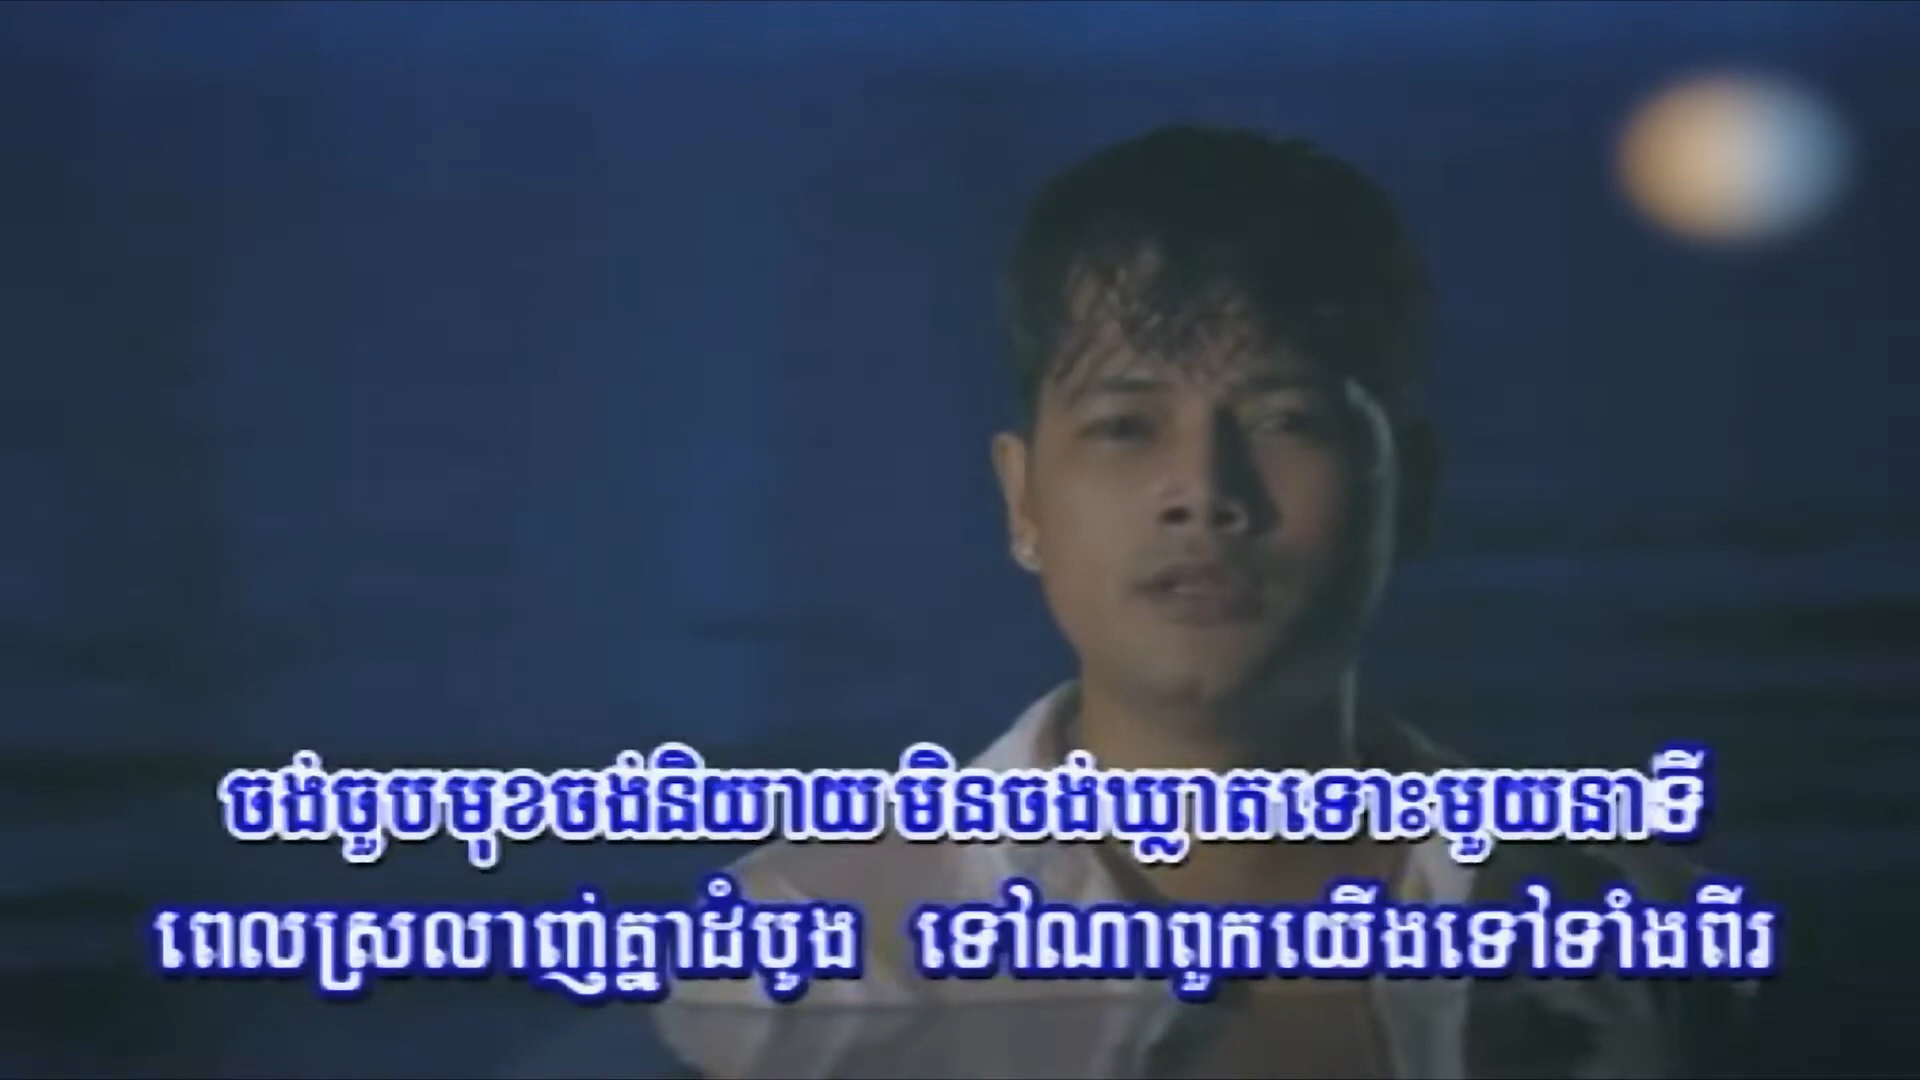 ចង់ចួបមុខចង់និយាយមិនចង់ឃ្លាតទោះមួយនាទី
ពេលស្រលាញ់គ្នាដំបូង ទៅណាពួកយើងទៅទាំងពីរ